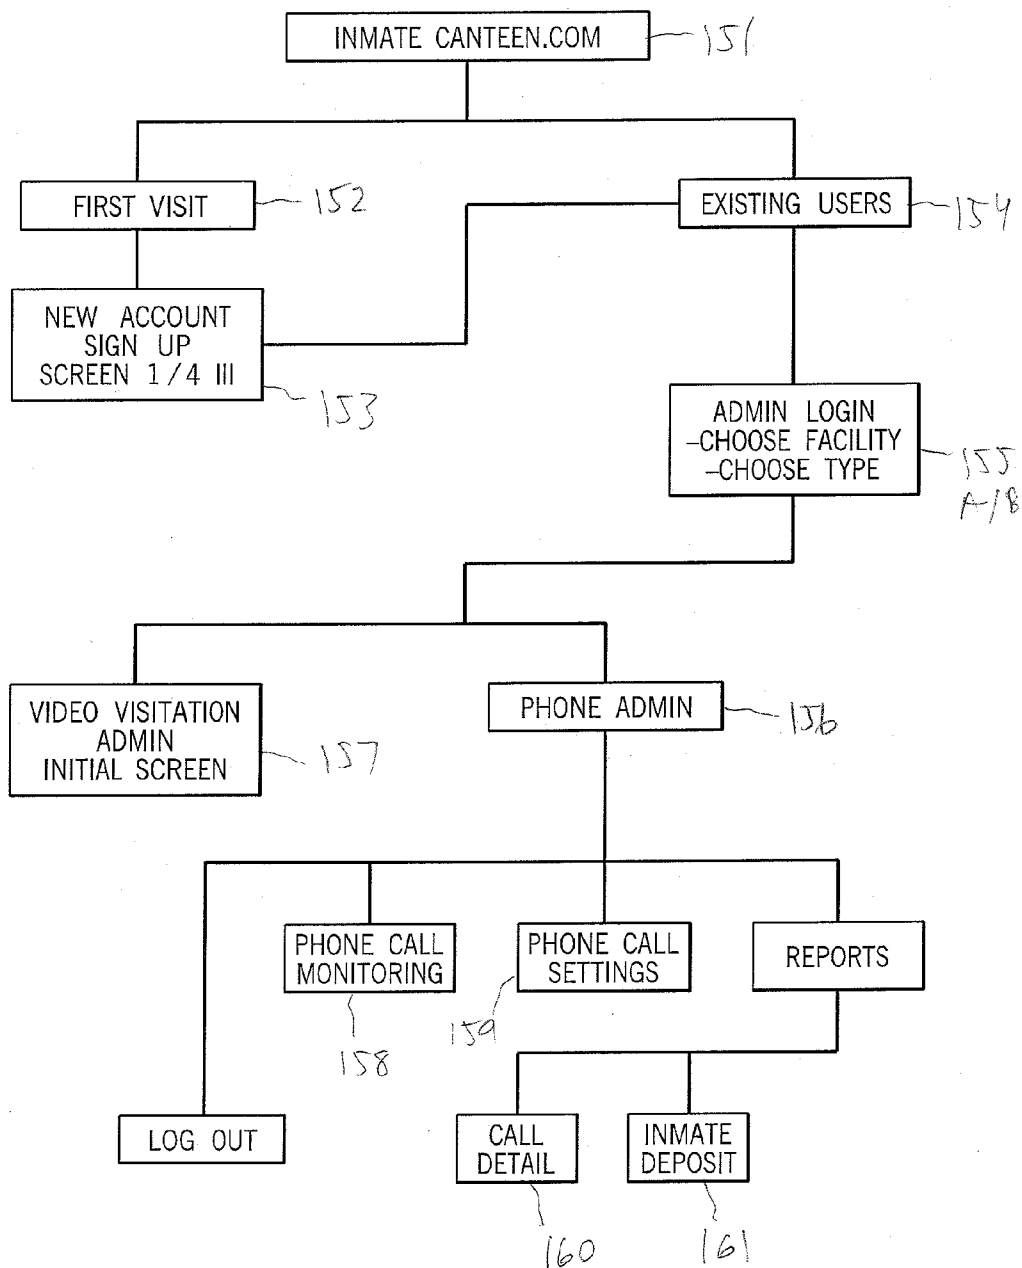 INMATE CANTEEN.COM
151
FIRST VISIT
152
EXISTING USERS
154
NEW ACCOUNT
SIGN UP
SCREEN 1/4 III
153
ADMIN LOGIN
-CHOOSE FACILITY
-CHOOSE TYPE
155
A/B
VIDEO VISITATION
ADMIN
INITIAL SCREEN
157
PHONE ADMIN
156
PHONE CALL
MONITORING
158
PHONE CALL
SETTINGS
159
REPORTS
LOG OUT
CALL
DETAIL
160
INMATE
DEPOSIT
161